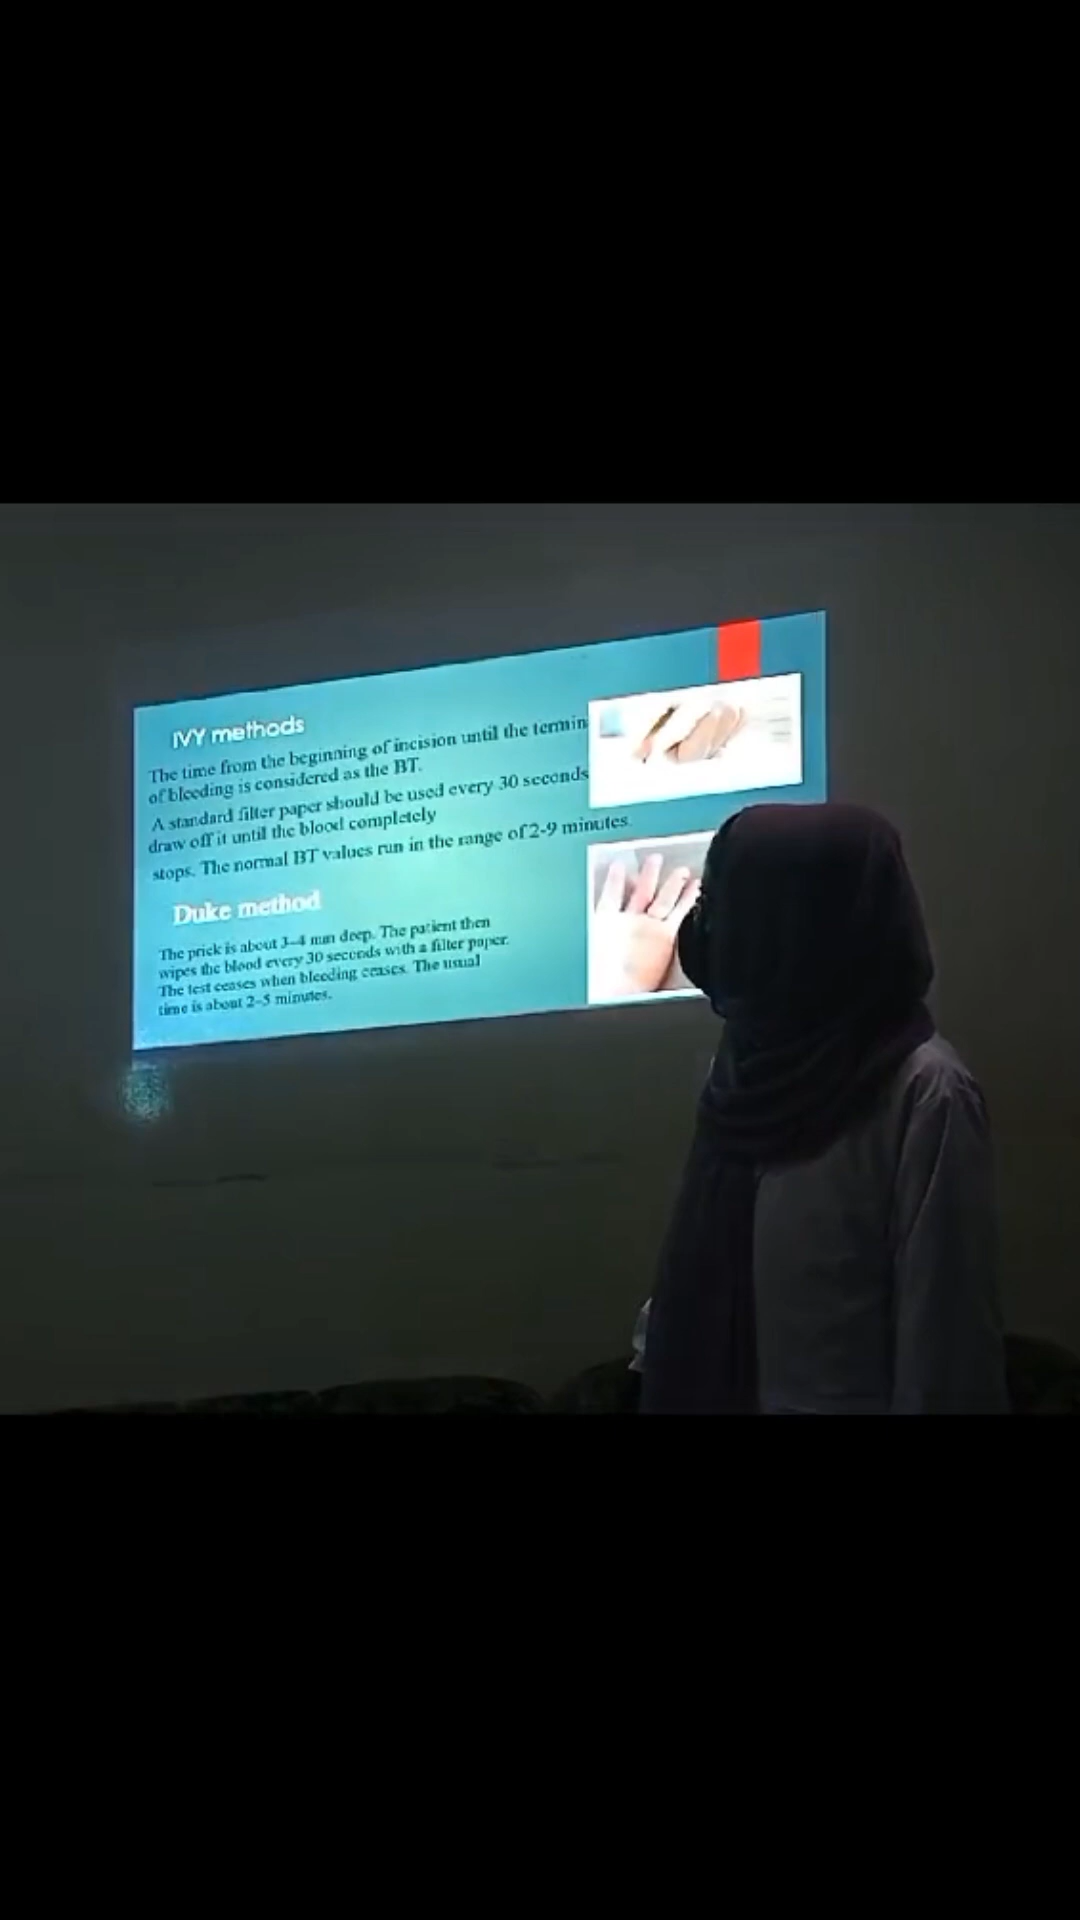 IVY methods
The time from the beginning of incision until the termin
of bleeding is considered as the BT.
A standard filter paper should be used every 30 seconds
draw off it until the blood completely
stops. The normal BT values run in the range of 2-9 minutes.
Duke method
The prick is about 3–4 mm deep. The patient then
wipes the blood every 30 seconds with a filter paper.
The test ceases when bleeding ceases. The usual
time is about 2–5 minutes.